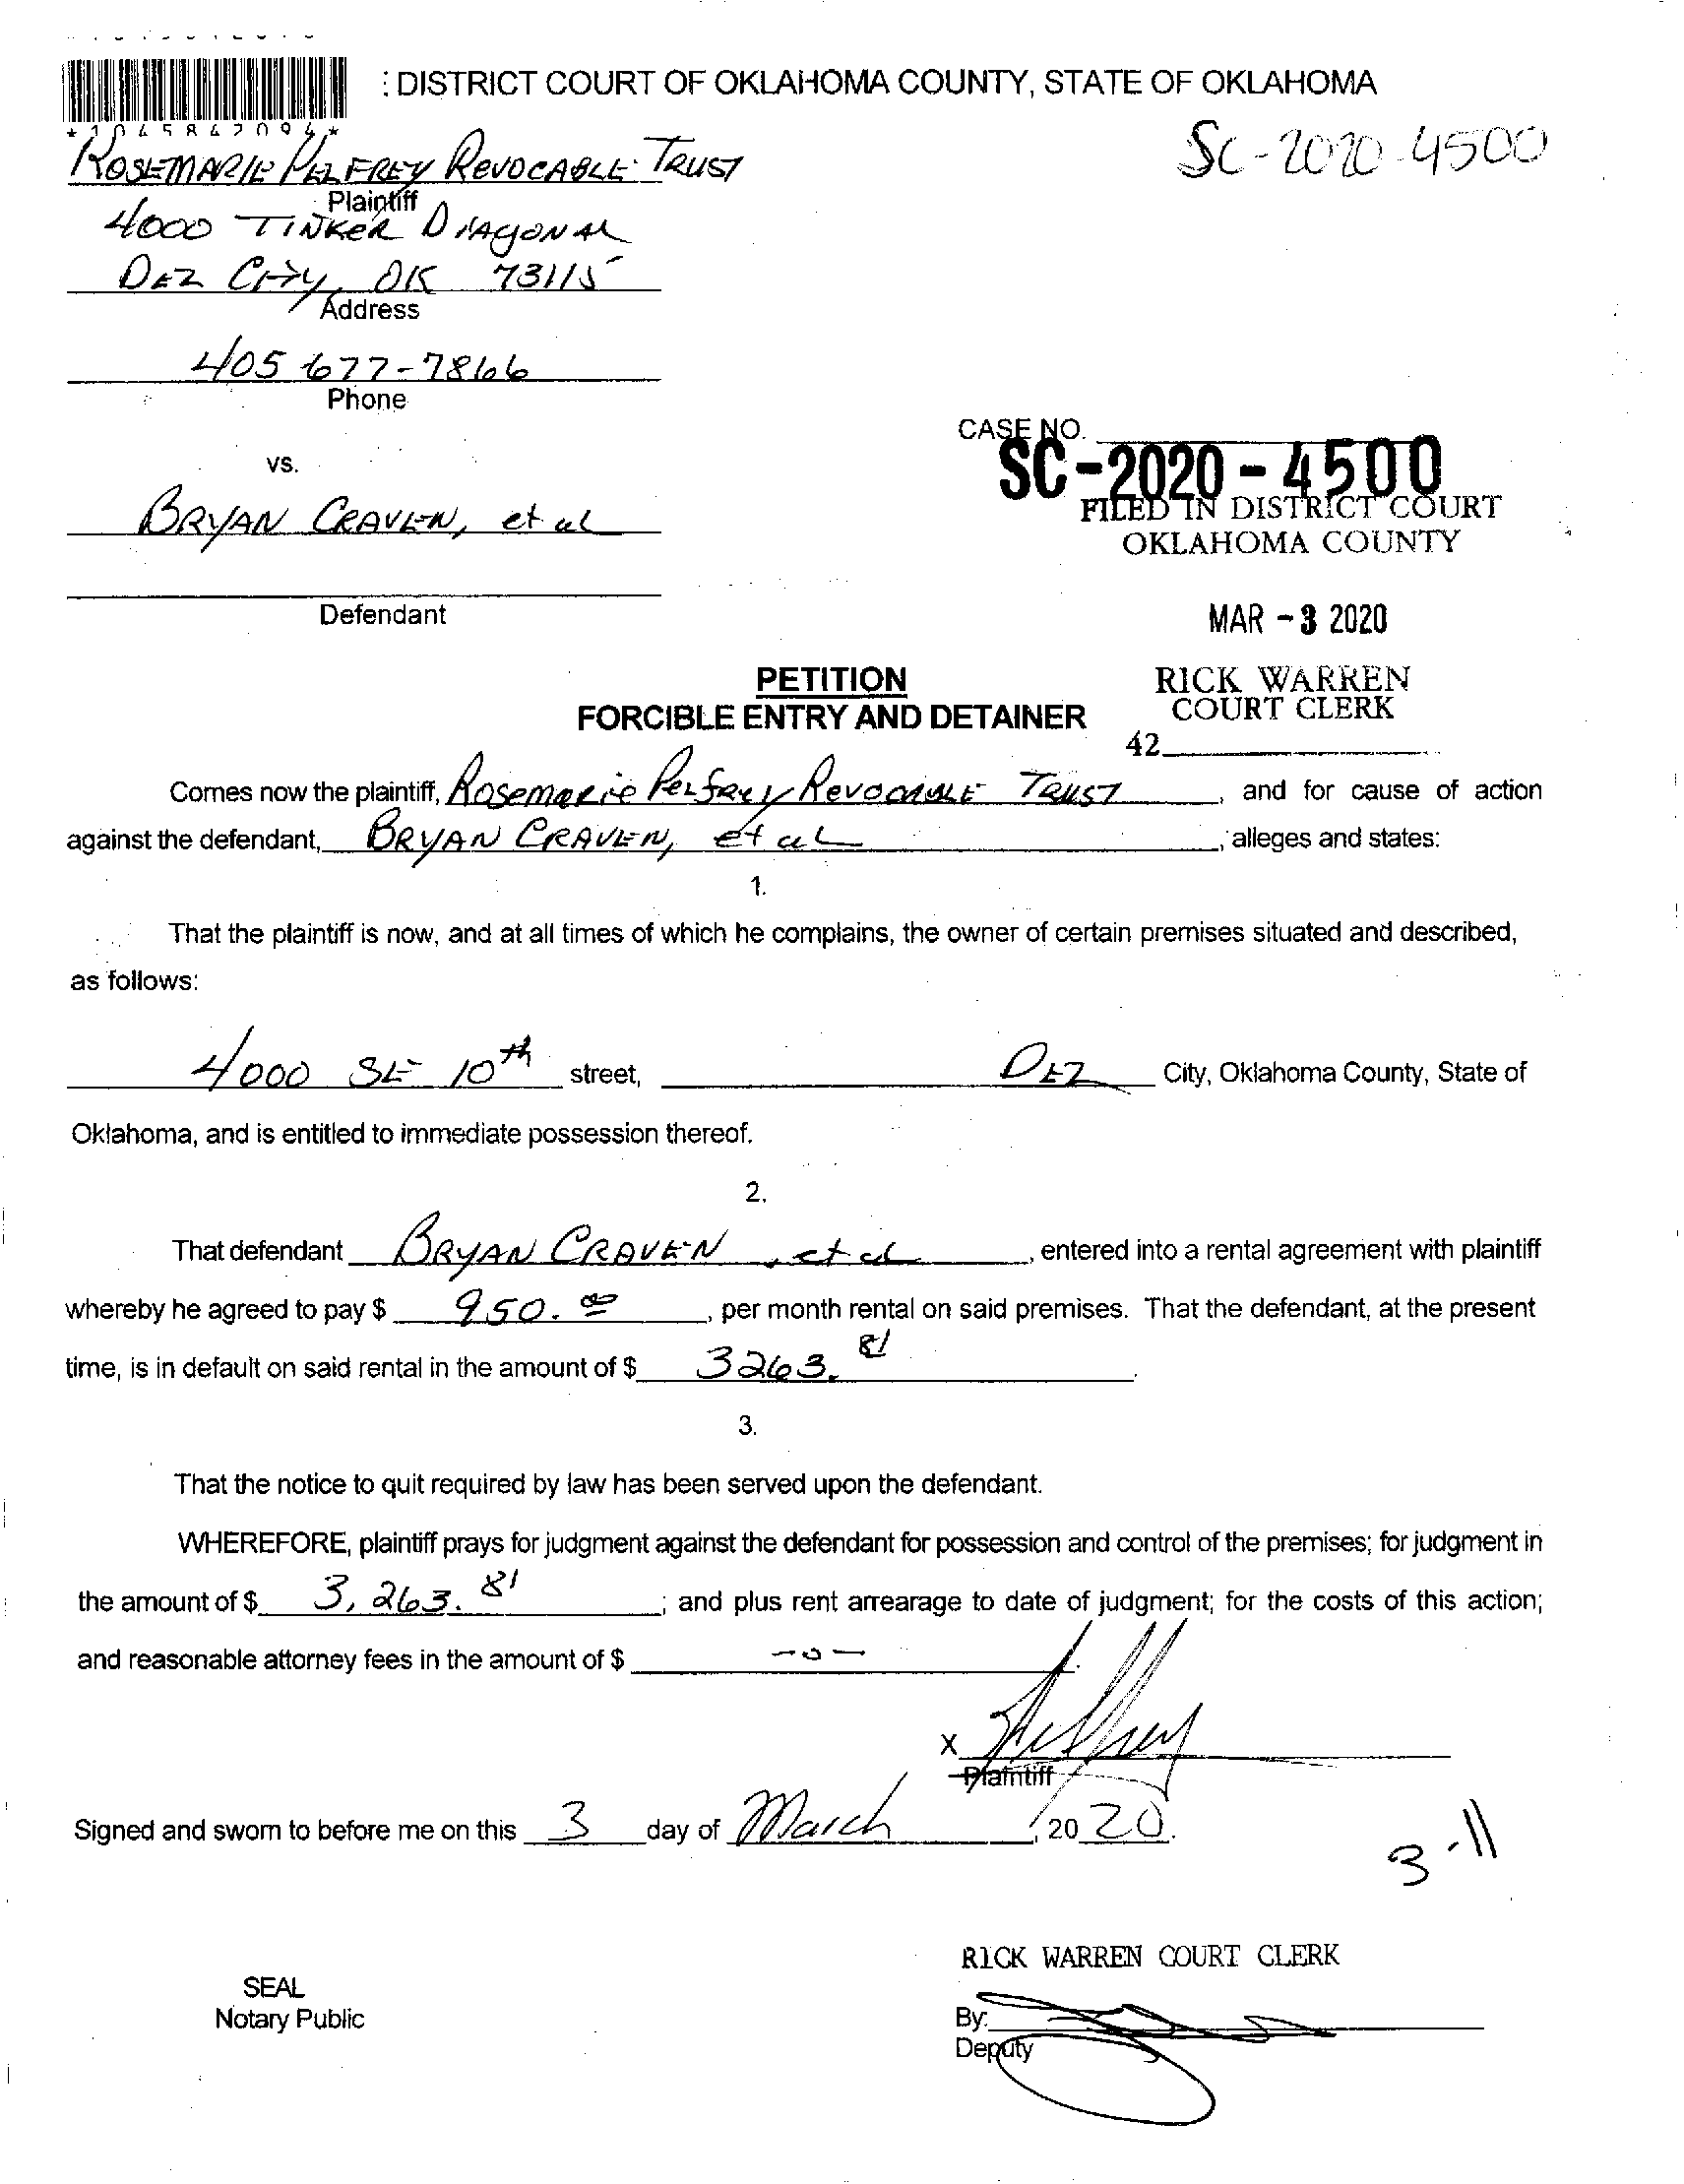 : DISTRICT COURT OF OKLAHOMA COUNTY, STATE OF OKLAHOMA
*1045842094*
ROSEMARIE PELFREY REVOCABLE TRUST
SC-2020-4500
Plaintiff
4000 TINKER DIAGONAL
DEL CITY, OK 73115
Address
405 677-7866
Phone
CASE NO.
SC-2020-4500
vs.
FILED IN DISTRICT COURT
BRYAN CRAVEN, et al
OKLAHOMA COUNTY
Defendant
MAR -3 2020
PETITION
RICK WARREN
FORCIBLE ENTRY AND DETAINER
COURT CLERK
42
Comes now the plaintiff, Rosemarie Pelfrey Revocable TRUST, and for cause of action
against the defendant, BRYAN CRAVEN, et al, alleges and states:
1.
That the plaintiff is now, and at all times of which he complains, the owner of certain premises situated and described,
as follows:
4000 SE 10th street, DEL City, Oklahoma County, State of
Oklahoma, and is entitled to immediate possession thereof.
2.
That defendant BRYAN CRAVEN, et al, entered into a rental agreement with plaintiff
whereby he agreed to pay $ 950.00, per month rental on said premises. That the defendant, at the present
time, is in default on said rental in the amount of $ 3263.81.
3.
That the notice to quit required by law has been served upon the defendant.
WHEREFORE, plaintiff prays for judgment against the defendant for possession and control of the premises; for judgment in
the amount of $ 3,263.81; and plus rent arrearage to date of judgment; for the costs of this action;
and reasonable attorney fees in the amount of $ -0-.
X
Plaintiff
Signed and sworn to before me on this 3 day of March, 2020.
3-11
RICK WARREN COURT CLERK
SEAL
Notary Public
By:
Deputy